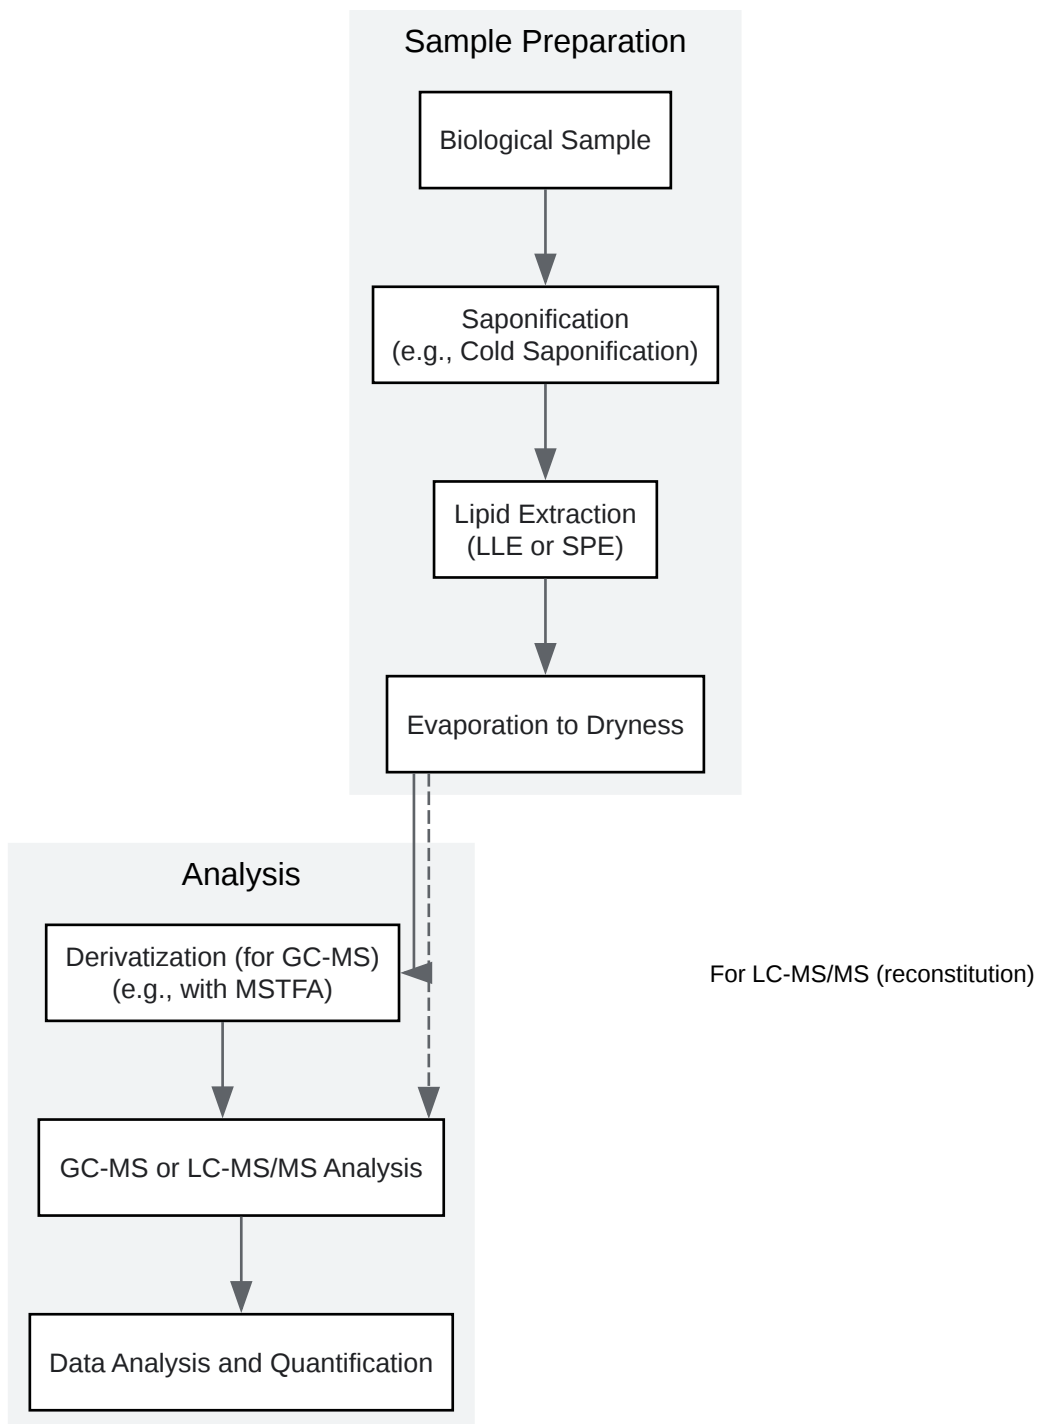 Sample Preparation
Biological Sample
Saponification
(e.g., Cold Saponification)
Lipid Extraction
(LLE or SPE)
Evaporation to Dryness
Analysis
Derivatization (for GC-MS)
(e.g., with MSTFA)
For LC-MS/MS (reconstitution)
GC-MS or LC-MS/MS Analysis
Data Analysis and Quantification